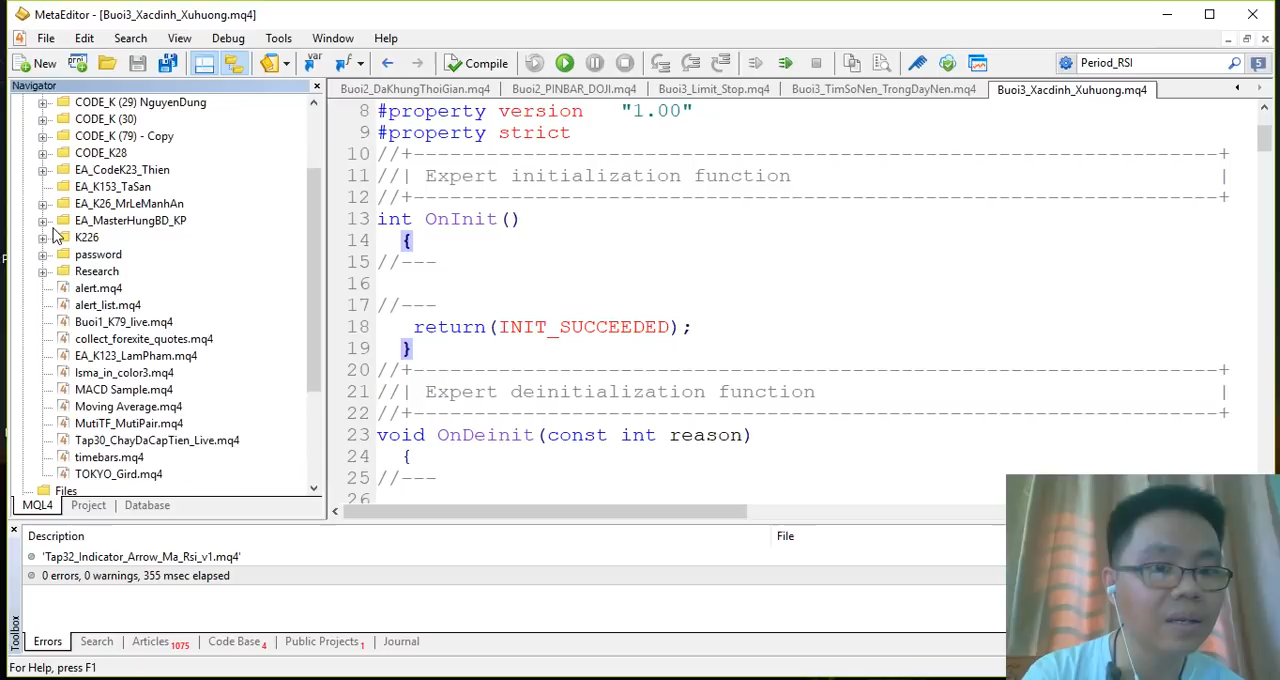 MetaEditor - [Buoi3_Xacdinh_Xuhuong.mq4]
File Edit Search View Debug Tools Window Help
New Compile Period_RSI 5
Navigator
CODE_K (29) NguyenDung
CODE_K (30)
CODE_K (79) - Copy
CODE_K28
EA_CodeK23_Thien
EA_K153_TaSan
EA_K26_MrLeManhAn
EA_MasterHungBD_KP
K226
password
Research
alert.mq4
alert_list.mq4
Buoi1_K79_live.mq4
collect_forexite_quotes.mq4
EA_K123_LamPham.mq4
lsma_in_color3.mq4
MACD Sample.mq4
Moving Average.mq4
MutiTF_MutiPair.mq4
Tap30_ChayDaCapTien_Live.mq4
timebars.mq4
TOKYO_Gird.mq4
Files
MQL4 Project Database
Buoi2_DaKhungThoiGian.mq4 Buoi2_PINBAR_DOJI.mq4 Buoi3_Limit_Stop.mq4 Buoi3_TimSoNen_TrongDayNen.mq4 Buoi3_Xacdinh_Xuhuong.mq4
8 #property version "1.00"
9 #property strict
10 //+------------------------------------------------------------------+
11 //| Expert initialization function |
12 //+------------------------------------------------------------------+
13 int OnInit()
14 {
15 //---
16
17 //---
18 return(INIT_SUCCEEDED);
19 }
20 //+------------------------------------------------------------------+
21 //| Expert deinitialization function |
22 //+------------------------------------------------------------------+
23 void OnDeinit(const int reason)
24 {
25 //---
26
Description File
'Tap32_Indicator_Arrow_Ma_Rsi_v1.mq4'
0 errors, 0 warnings, 355 msec elapsed
Toolbox
Errors Search Articles 1075 Code Base 4 Public Projects 1 Journal
For Help, press F1